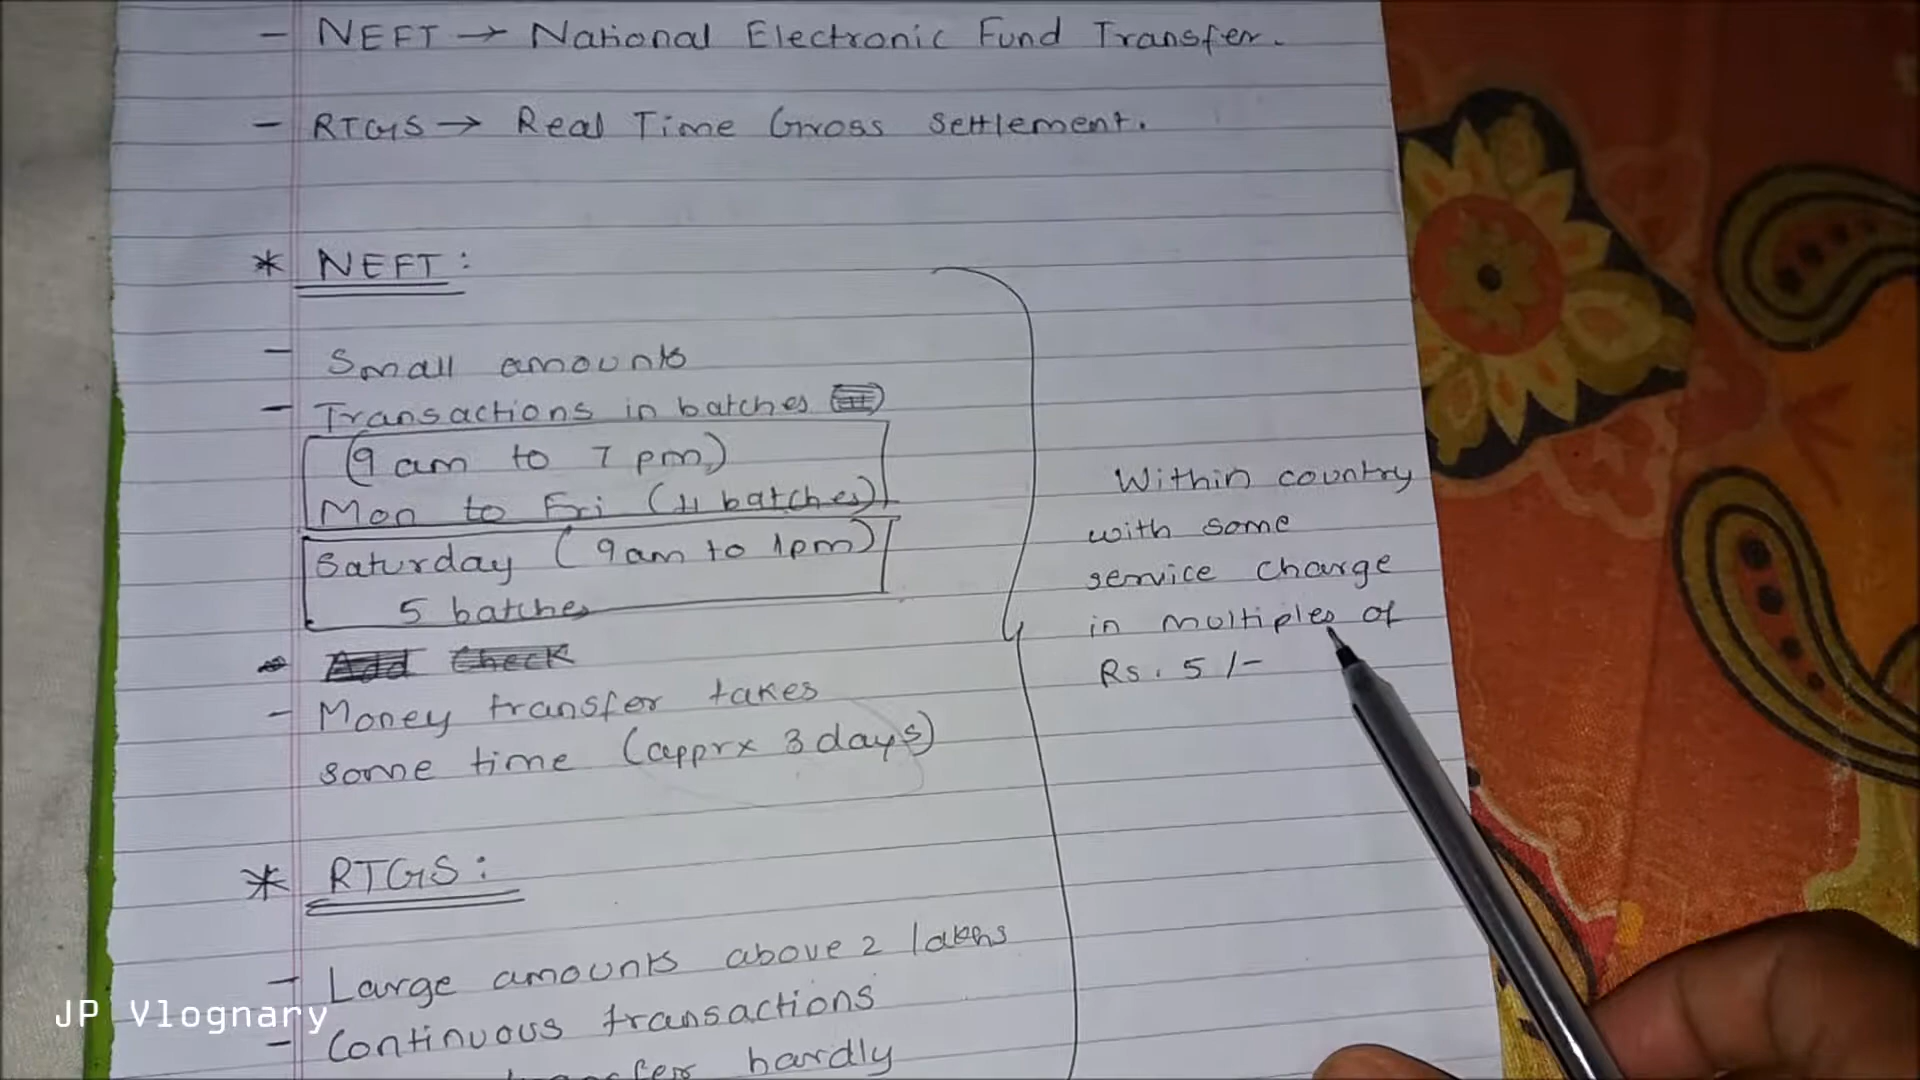 - NEFT → National Electronic Fund Transfer.
- RTGS → Real Time Gross Settlement.
* NEFT :
- Small amounts
- Transactions in batches
(9 am to 7 pm)
Mon to Fri (11 batches)
Saturday (9am to 1pm)
5 batches
Add Check
- Money transfer takes
some time (apprx 3 days)
Within country
with some
service charge
in multiples of
Rs. 5 /-
* RTGS :
- Large amounts above 2 lakhs
- Continuous transactions
hardly
JP Vlognary